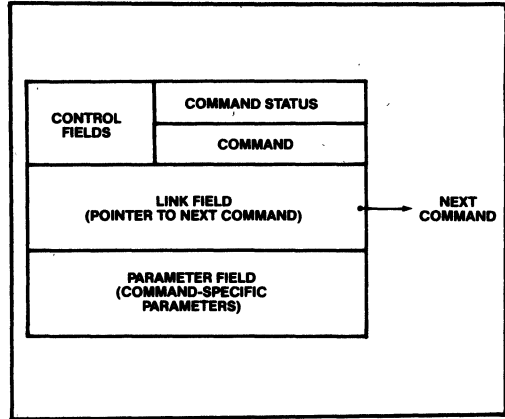 CONTROL
FIELDS
COMMAND STATUS
COMMAND
LINK FIELD
(POINTER TO NEXT COMMAND)
NEXT
COMMAND
PARAMETER FIELD
(COMMAND-SPECIFIC
PARAMETERS)